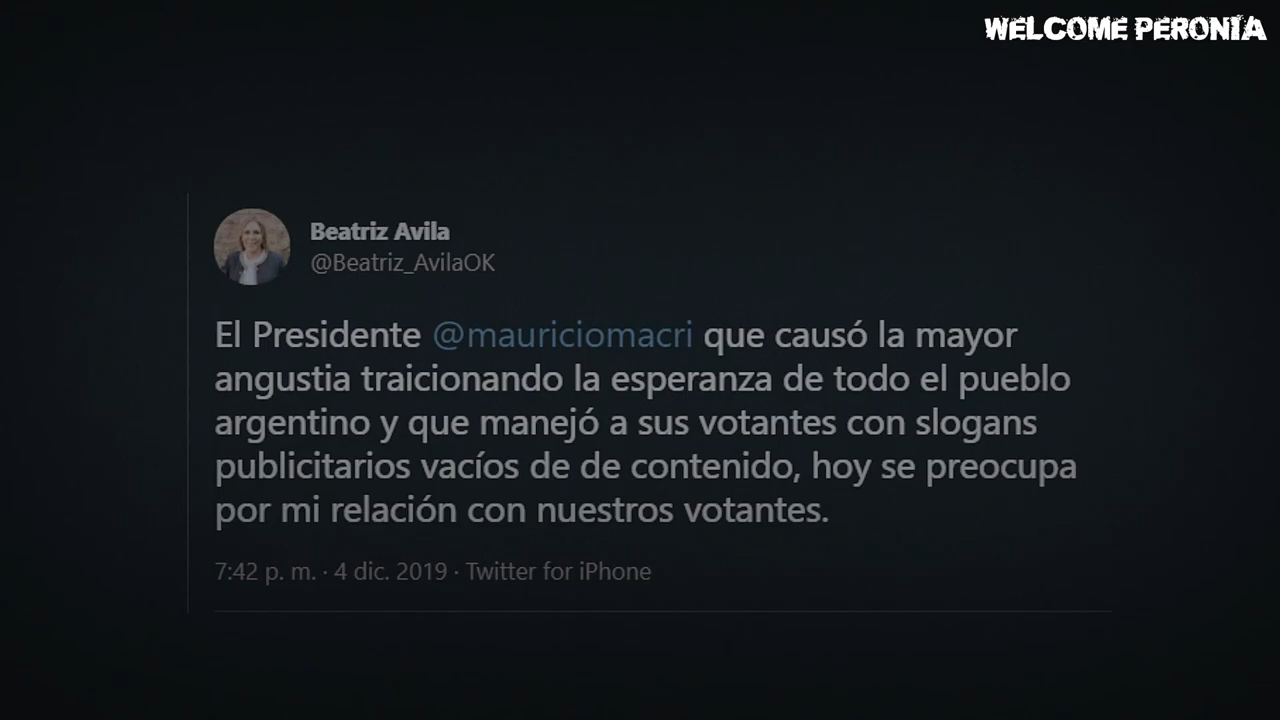 WELCOME PERONÍA
Beatriz Avila
@Beatriz_AvilaOK
El Presidente @mauriciomacri que causó la mayor
angustia traicionando la esperanza de todo el pueblo
argentino y que manejó a sus votantes con slogans
publicitarios vacíos de de contenido, hoy se preocupa
por mi relación con nuestros votantes.
7:42 p. m. · 4 dic. 2019 · Twitter for iPhone